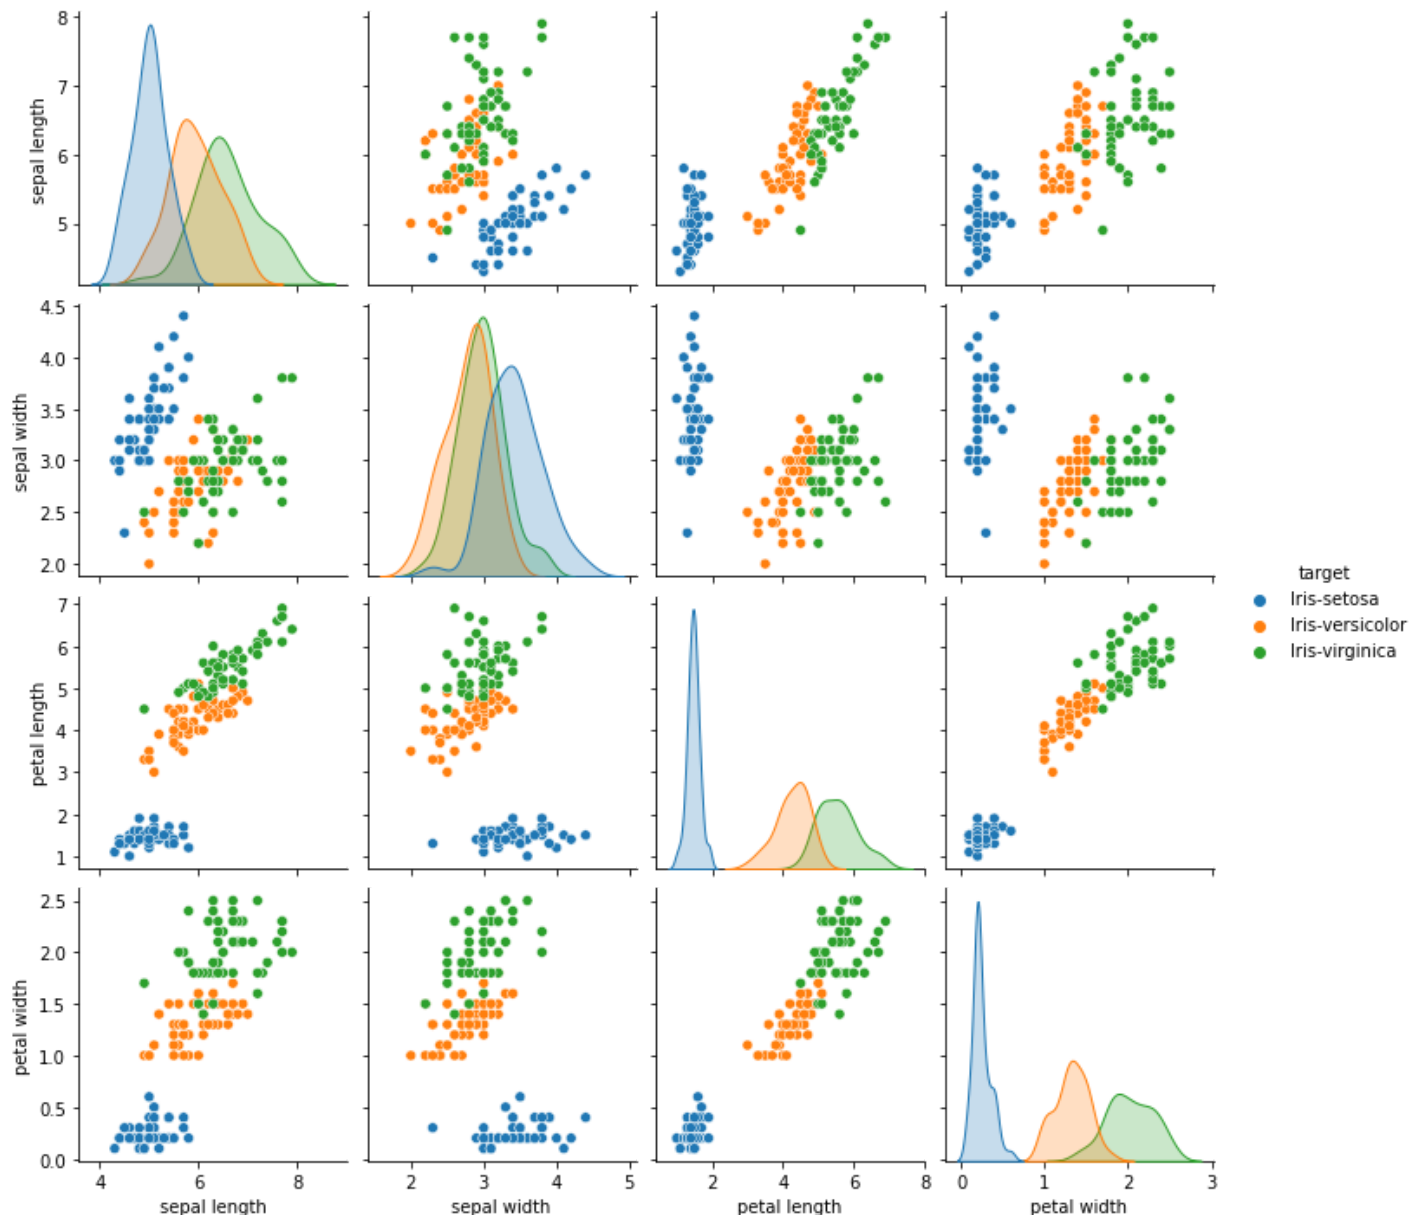 8
7
6
5
sepal length
4.5
4.0
3.5
3.0
2.5
2.0
sepal width
7
6
5
4
3
2
1
petal length
2.5
2.0
1.5
1.0
0.5
0.0
petal width
4 6 8
sepal length
2 3 4 5
sepal width
2 4 6 8
petal length
0 1 2 3
petal width
target
Iris-setosa
Iris-versicolor
Iris-virginica